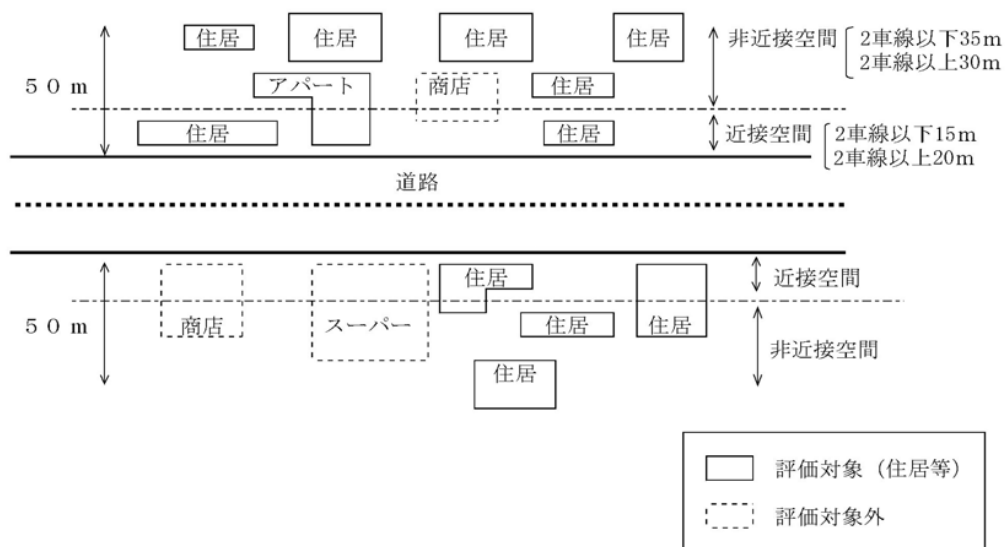 住居
住居
住居
住居
非近接空間
2車線以下35m
2車線以上30m
50m
アパート
商店
住居
住居
住居
近接空間
2車線以下15m
2車線以上20m
道路
住居
近接空間
50m
商店
スーパー
住居
住居
非近接空間
住居
評価対象（住居等）
評価対象外